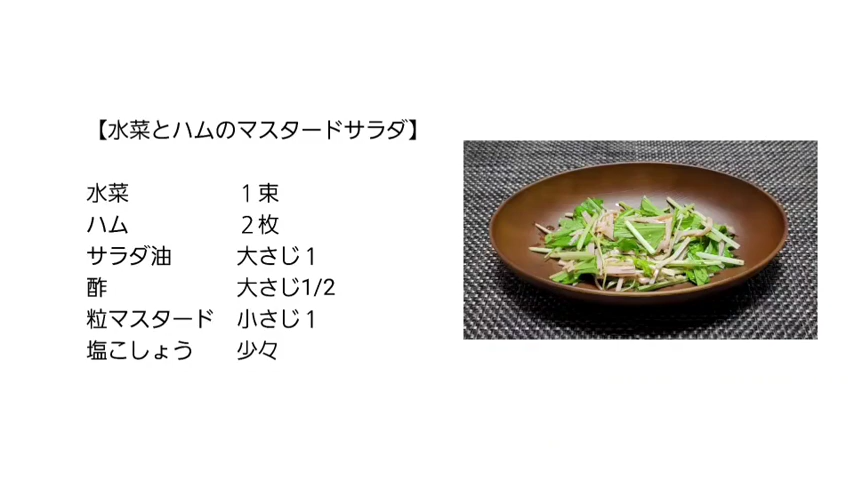 【水菜とハムのマスタードサラダ】
水菜 1束
ハム 2枚
サラダ油 大さじ1
酢 大さじ1/2
粒マスタード 小さじ1
塩こしょう 少々